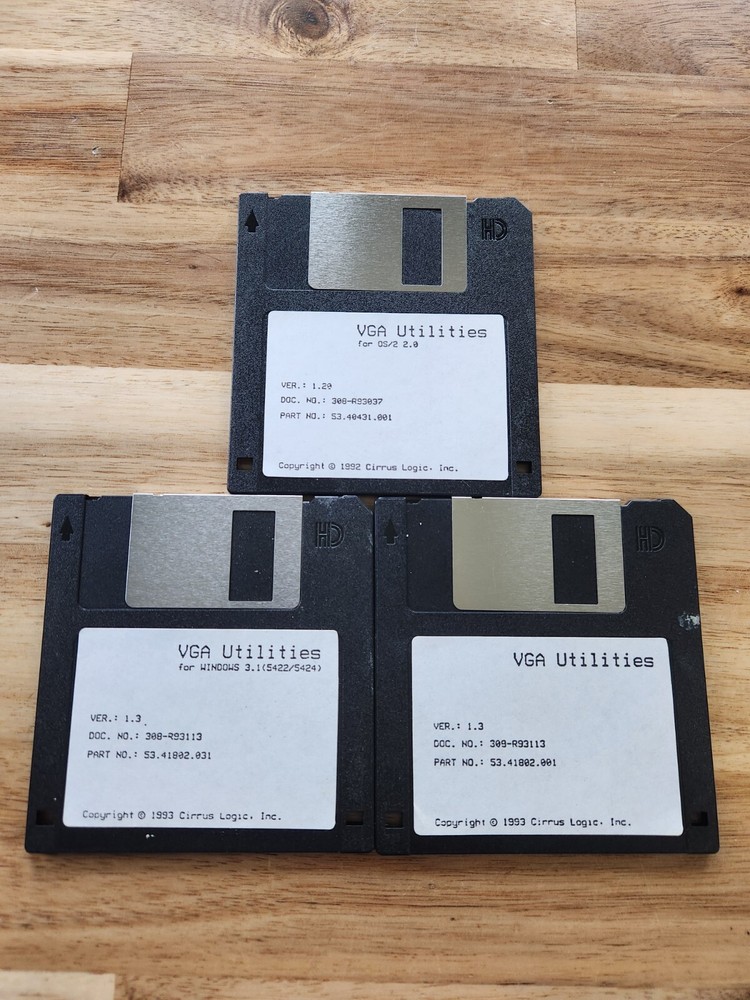 HD
VGA Utilities
for OS/2 2.0
VER.: 1.20
DOC. NO.: 308-R93037
PART NO.: 53.40431.001
Copyright © 1992 Cirrus Logic, Inc.
HD
VGA Utilities
for WINDOWS 3.1(5422/5424)
VER.: 1.3
DOC. NO.: 308-R93113
PART NO.: 53.41802.031
Copyright © 1993 Cirrus Logic, Inc.
HD
VGA Utilities
VER.: 1.3
DOC. NO.: 309-R93113
PART NO.: 53.41802.001
Copyright © 1993 Cirrus Logic, Inc.